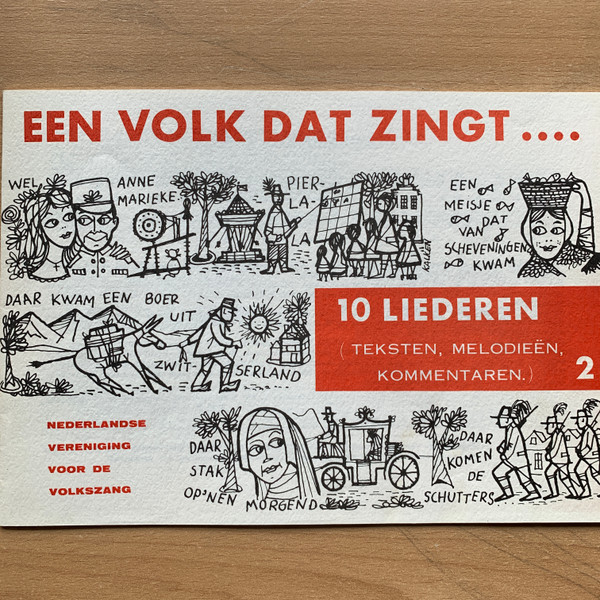 EEN VOLK DAT ZINGT....
WEL
ANNE
MARIEKE.
PIER-
LA-
LA
EEN
MEISJE
DAT
VAN
SCHEVENINGEN
KWAM
DAAR KWAM EEN BOER
UIT
ZWIT-
SERLAND
10 LIEDEREN
( TEKSTEN, MELODIEËN,
KOMMENTAREN. )
2
NEDERLANDSE
VERENIGING
VOOR DE
VOLKSZANG
DAAR
STAK
OP'NEN MORGEND
DAAR
KOMEN
DE
SCHUTTERS